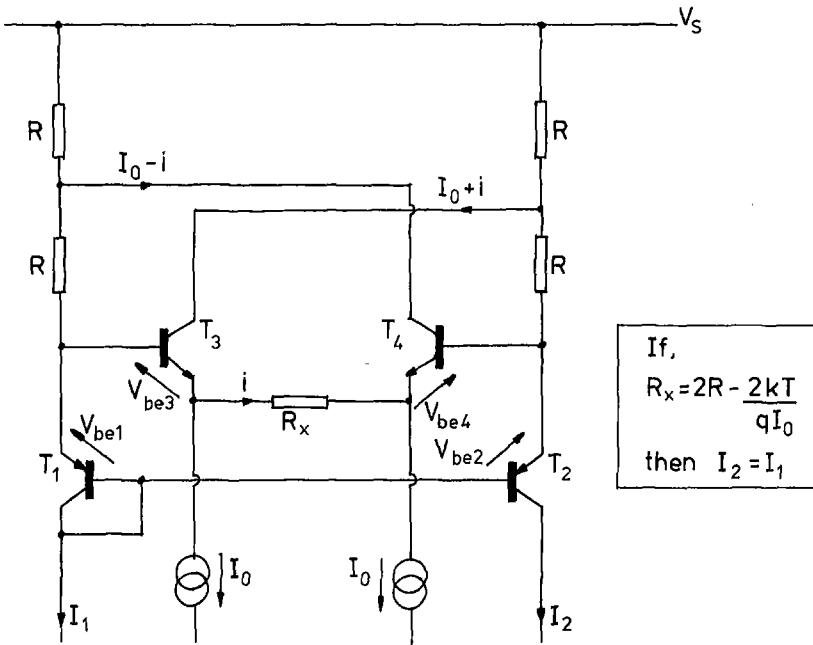 V_S
R
R
I_0-i
I_0+i
R
R
T_3
T_4
V_be3
i
R_x
V_be4
V_be1
V_be2
T_1
T_2
I_0
I_0
I_1
I_2
If,
R_x = 2R - 2kT/qI_0
then I_2 = I_1